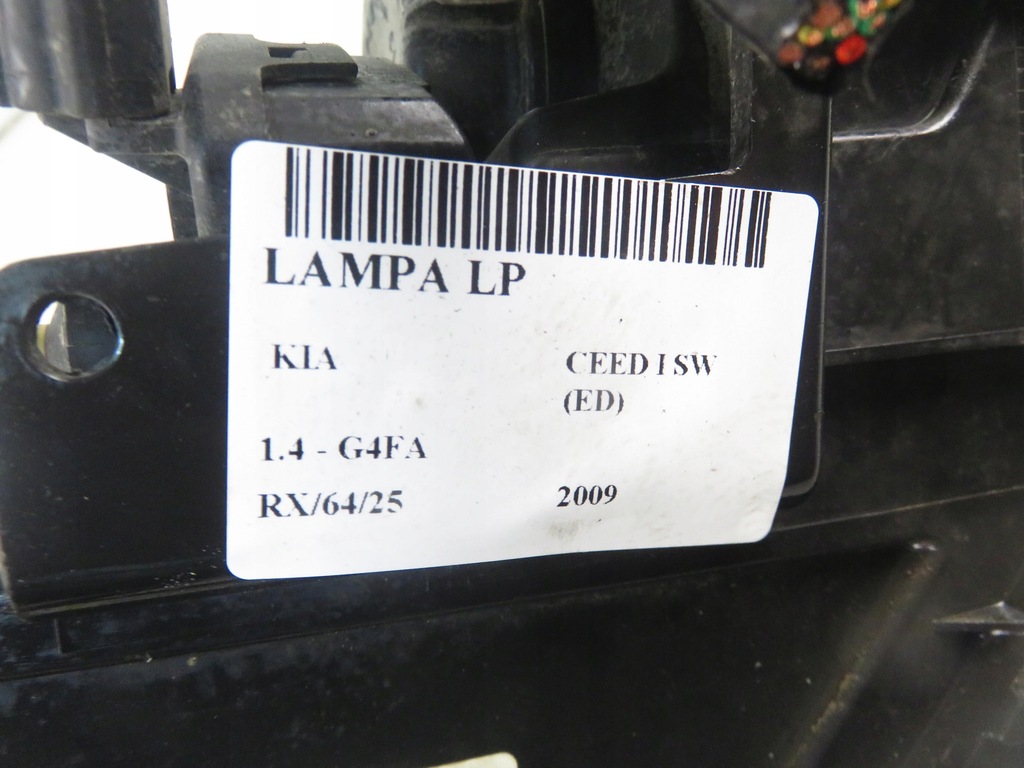 LAMPA LP
KIA CEED I SW
(ED)
1.4 - G4FA
RX/64/25 2009